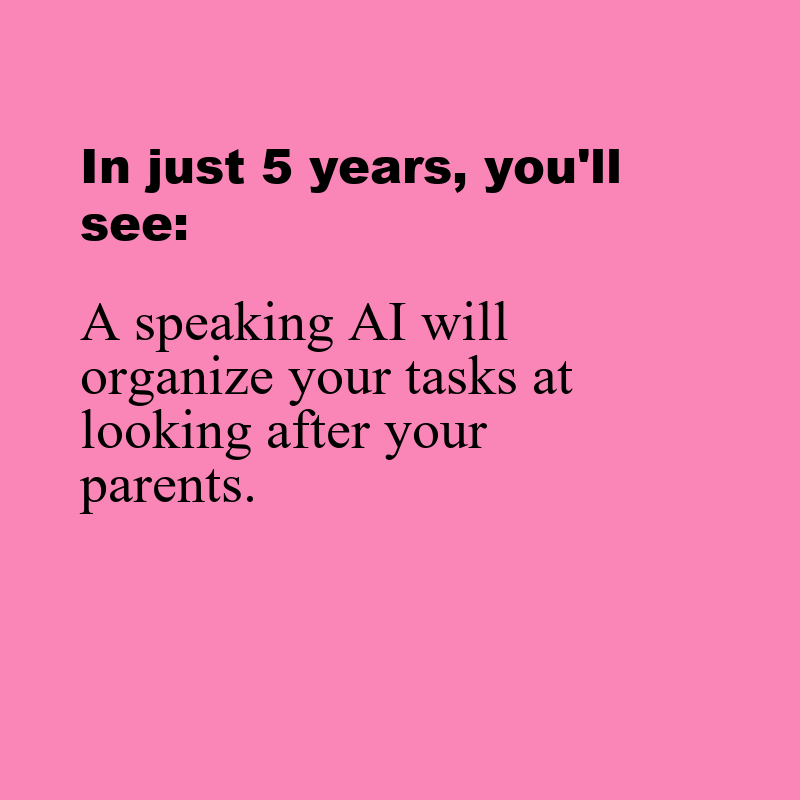 In just 5 years, you'll
see:
A speaking AI will
organize your tasks at
looking after your
parents.